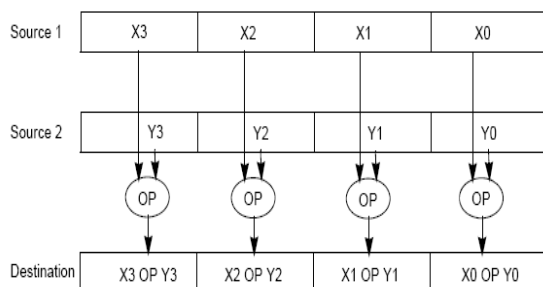 Source 1 X3 X2 X1 X0
Source 2 Y3 Y2 Y1 Y0
OP OP OP OP
Destination X3 OP Y3 X2 OP Y2 X1 OP Y1 X0 OP Y0